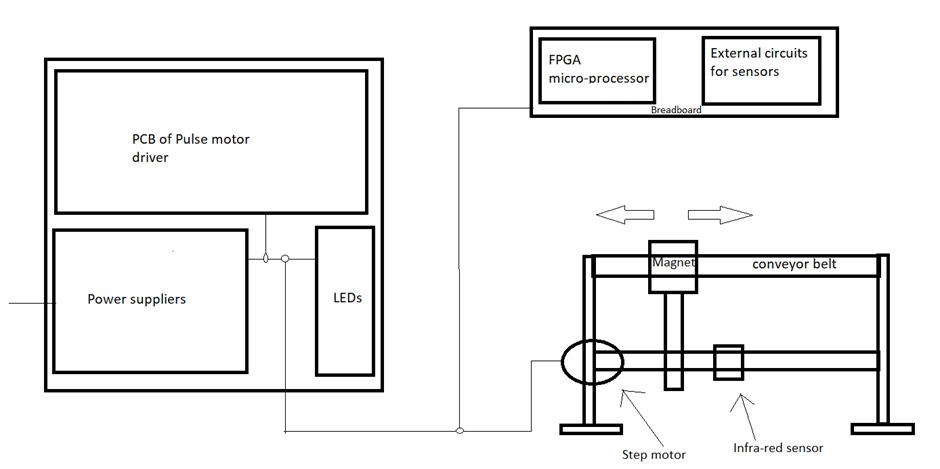 FPGA
micro-processor
External circuits
for sensors
Breadboard
PCB of Pulse motor
driver
Power suppliers
LEDs
Magnet
conveyor belt
Step motor
Infra-red sensor